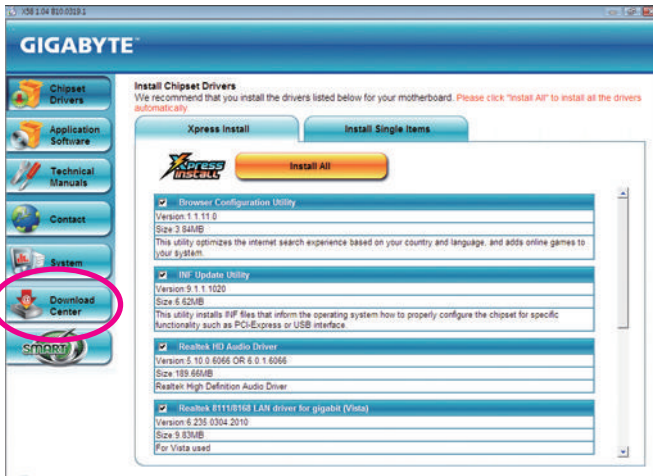 X58 1.04 B10.0319.1
GIGABYTE™
Chipset
Drivers
Application
Software
Technical
Manuals
Contact
System
Download
Center
SMART
Install Chipset Drivers
We recommend that you install the drivers listed below for your motherboard. Please click "Install All" to install all the drivers
automatically.
Xpress Install
Install Single Items
Xpress
Install
Install All
Browser Configuration Utility
Version:1.1.11.0
Size:3.84MB
This utility optimizes the internet search experience based on your country and language, and adds online games to
your system.
INF Update Utility
Version:9.1.1.1020
Size:6.62MB
This utility installs INF files that inform the operating system how to properly configure the chipset for specific
functionality such as PCI-Express or USB interface.
Realtek HD Audio Driver
Version:5.10.0.6066 OR 6.0.1.6066
Size:189.66MB
Realtek High Definition Audio Driver
Realtek 8111/8168 LAN driver for gigabit (Vista)
Version:6.235.0304.2010
Size:9.83MB
For Vista used